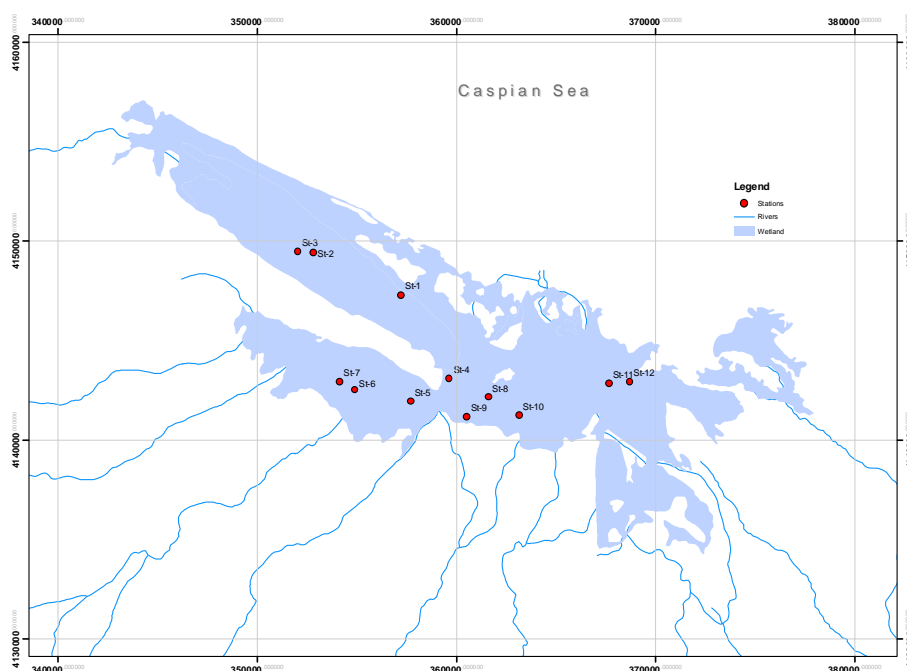 340000 350000 360000 370000 380000
4160000
Caspian Sea
Legend
Stations
Rivers
Wetland
4150000
St-3
St-2
St-1
St-7
St-6
St-4
St-5
St-8
St-9
St-10
St-11
St-12
4140000
4130000
340000 350000 360000 370000 380000